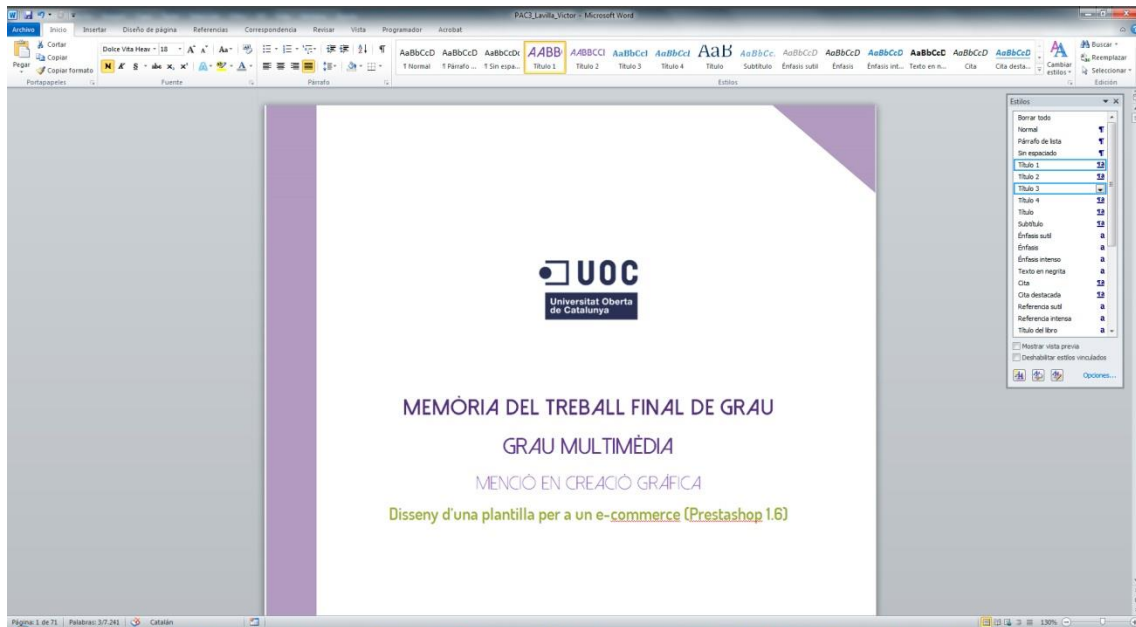 PAC3_Lavilla_Victor - Microsoft Word
Archivo Inicio Insertar Diseño de página Referencias Correspondencia Revisar Vista Programador Acrobat
Pegar
Cortar
Copiar
Copiar formato
Portapapeles
Dolce Vita Heav 18
Fuente
Párrafo
AaBbCcD AaBbCcD AaBbCcDc AABB AABBCC AaBbCcI AaBbCcI AaB AaBbCc. AaBbCcD AaBbCcD AaBbCcD AaBbCcD AaBbCcD AaBbCcD
¶ Normal ¶ Párrafo ... ¶ Sin espa... Título 1 Título 2 Título 3 Título 4 Título Subtítulo Énfasis sutil Énfasis Énfasis int... Texto en n... Cita Cita desta...
Estilos
Cambiar estilos
Buscar
Reemplazar
Seleccionar
Edición
Estilos
Borrar todo
Normal
Párrafo de lista
Sin espaciado
Título 1
Título 2
Título 3
Título 4
Título
Subtítulo
Énfasis sutil
Énfasis
Énfasis intenso
Texto en negrita
Cita
Cita destacada
Referencia sutil
Referencia intensa
Título del libro
Mostrar vista previa
Deshabilitar estilos vinculados
Opciones...
UOC
Universitat Oberta
de Catalunya
MEMÒRIA DEL TREBALL FINAL DE GRAU
GRAU MULTIMÈDIA
MENCIÓ EN CREACIÓ GRÁFICA
Disseny d'una plantilla per a un e-commerce (Prestashop 1.6)
Página: 1 de 71 Palabras: 3/7.241 Catalán
130%